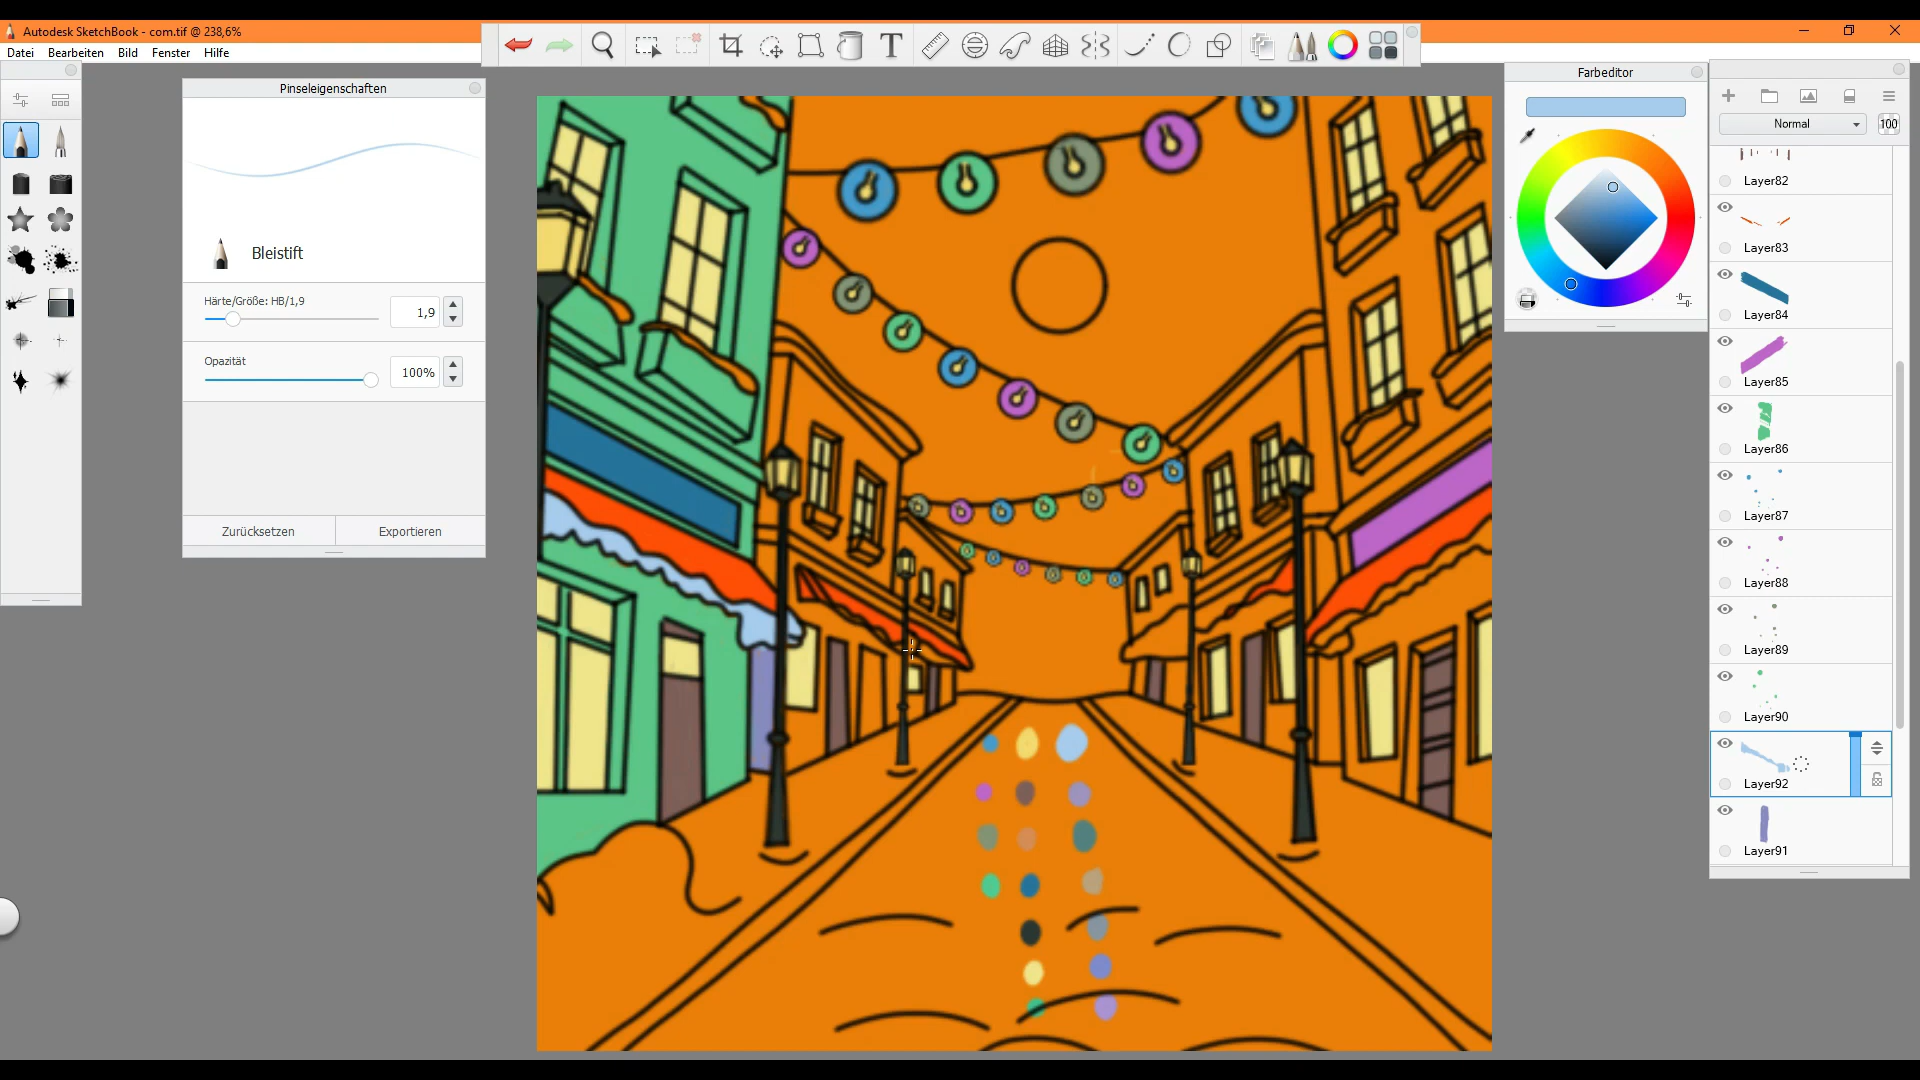 Autodesk SketchBook - com.tif @ 238,6%
Datei Bearbeiten Bild Fenster Hilfe
Pinseleigenschaften
Bleistift
Härte/Größe: HB/1,9
1,9
Opazität
100%
Zurücksetzen Exportieren
T
Farbeditor
Normal 100
Layer82
Layer83
Layer84
Layer85
Layer86
Layer87
Layer88
Layer89
Layer90
Layer92
Layer91